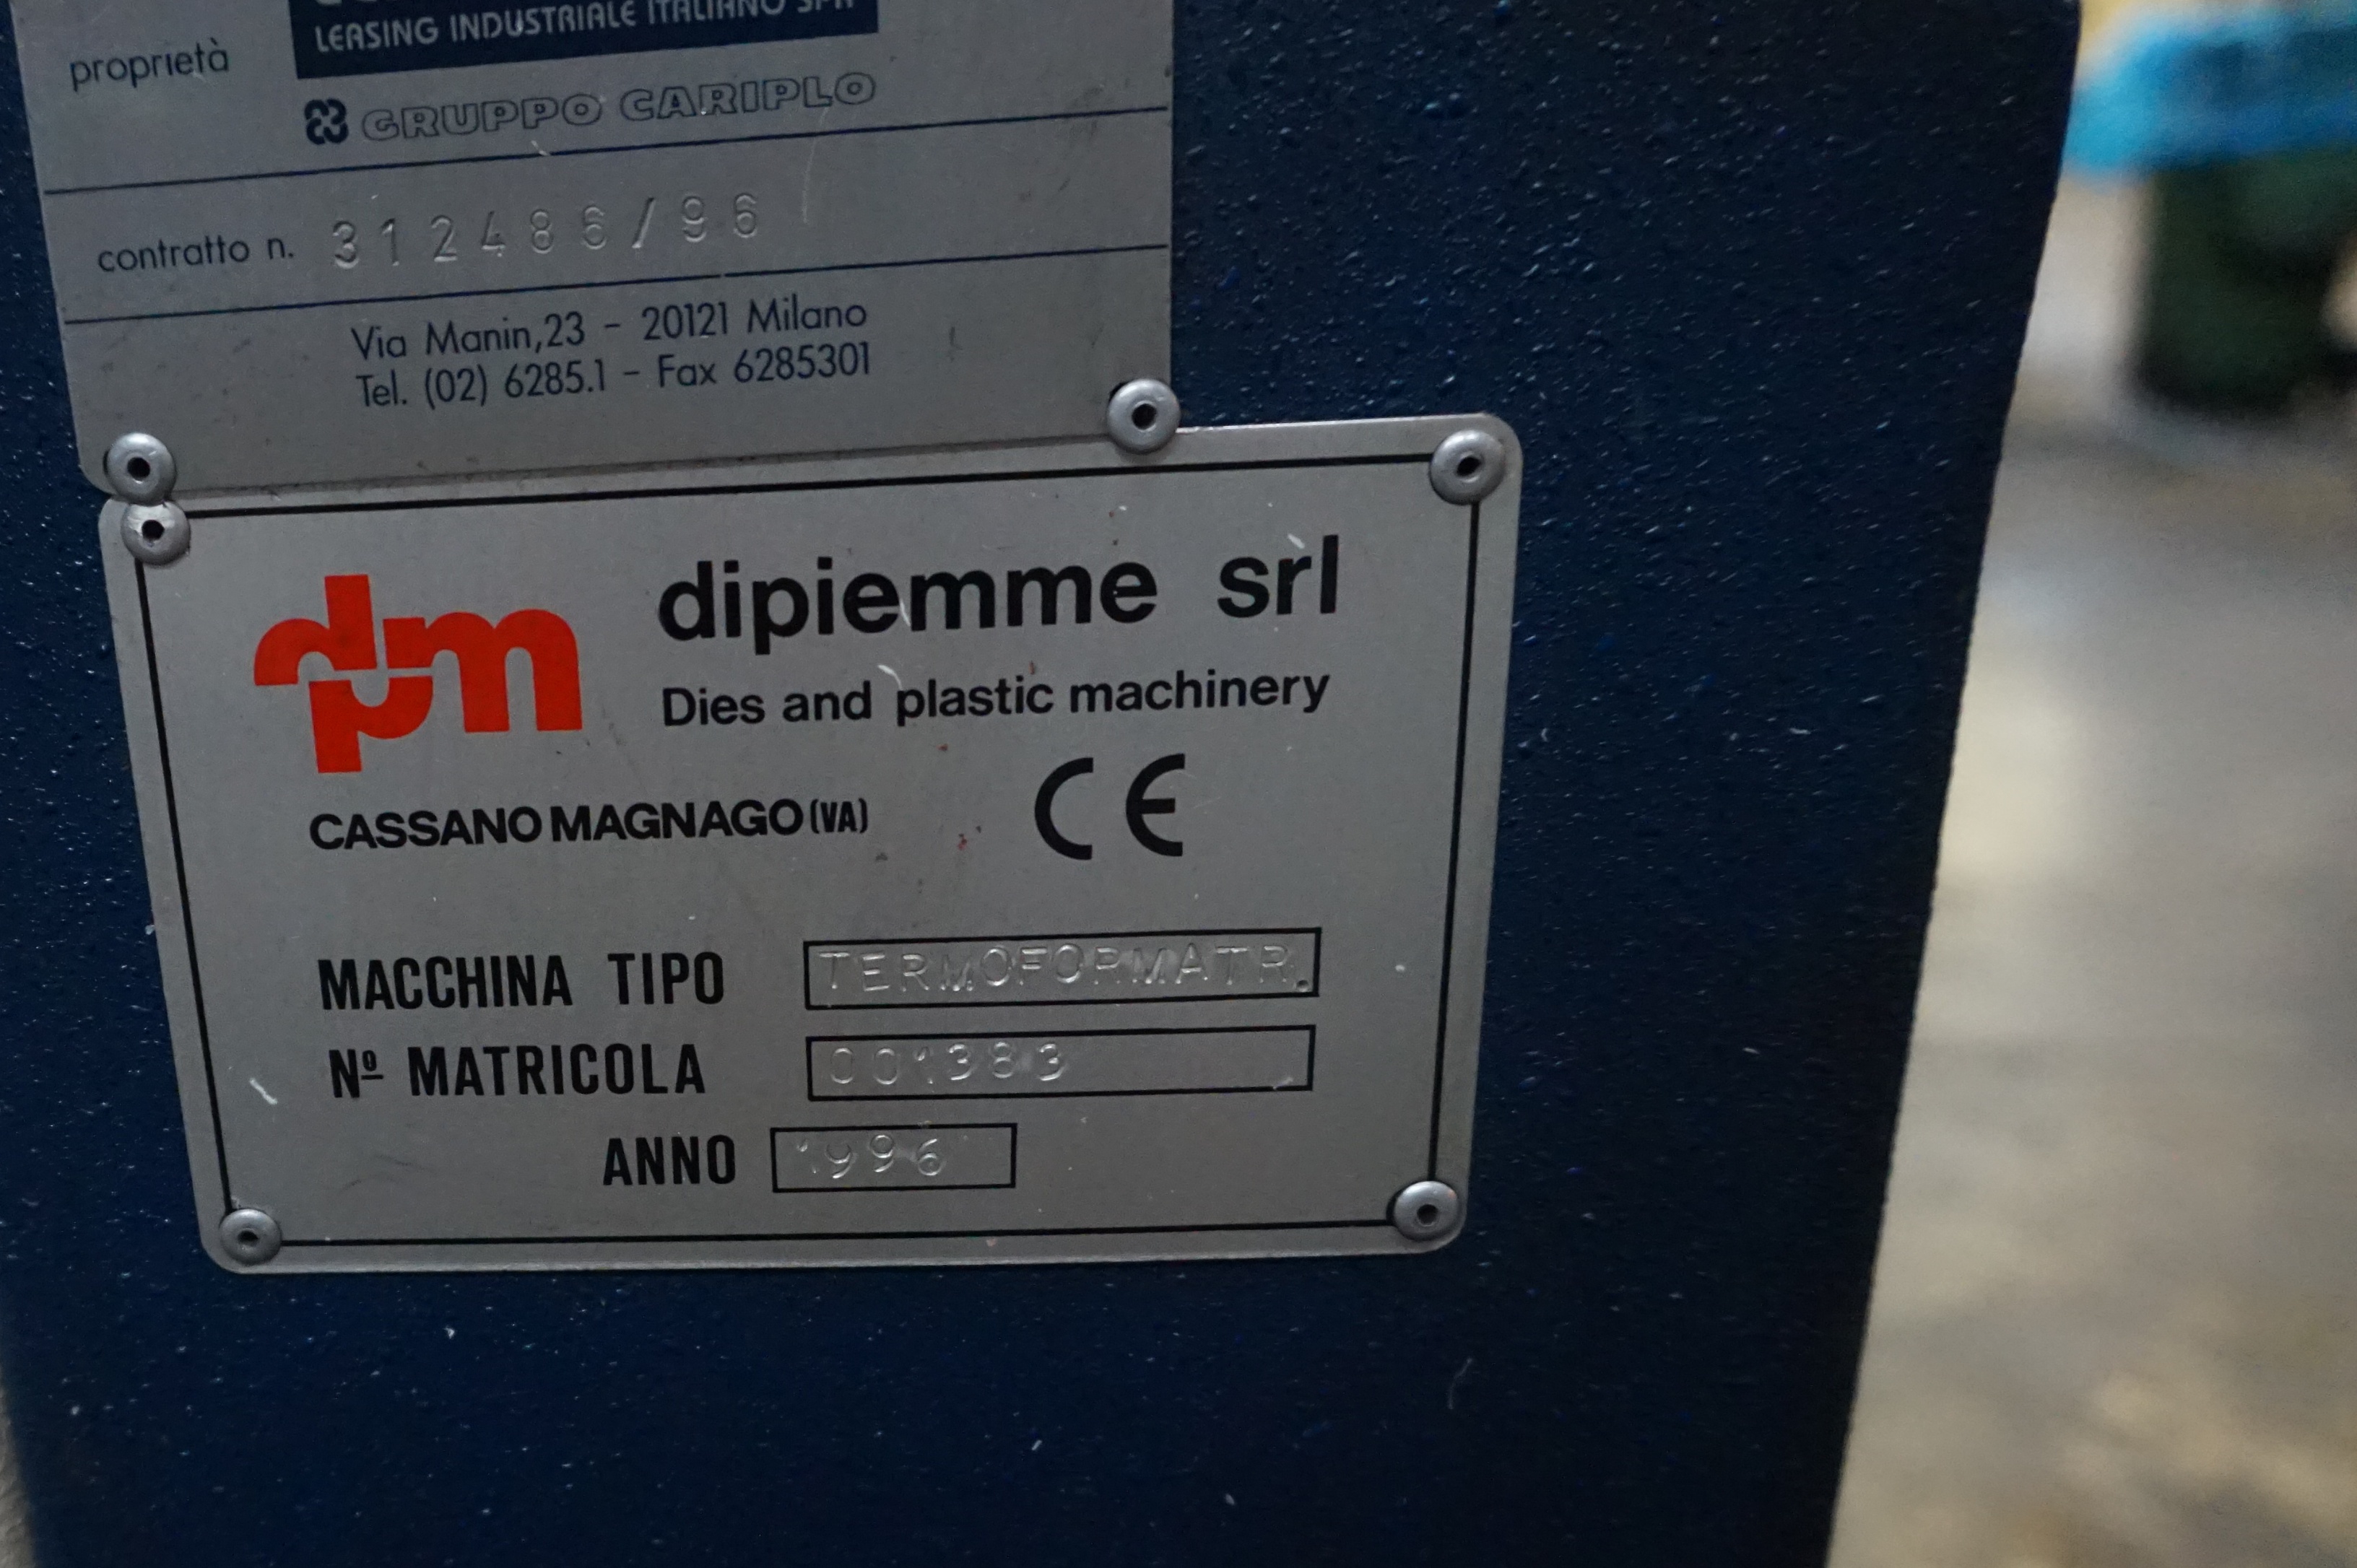 proprietà
LEASING INDUSTRIALE ITALIANO SPA
GRUPPO CARIPLO
contratto n. 312486/96
Via Manin,23 - 20121 Milano
Tel. (02) 6285.1 - Fax 6285301
dpm
dipiemme srl
Dies and plastic machinery
CASSANO MAGNAGO (VA)
CE
MACCHINA TIPO TERMOFORMATR.
Nº MATRICOLA 001383
ANNO 1996